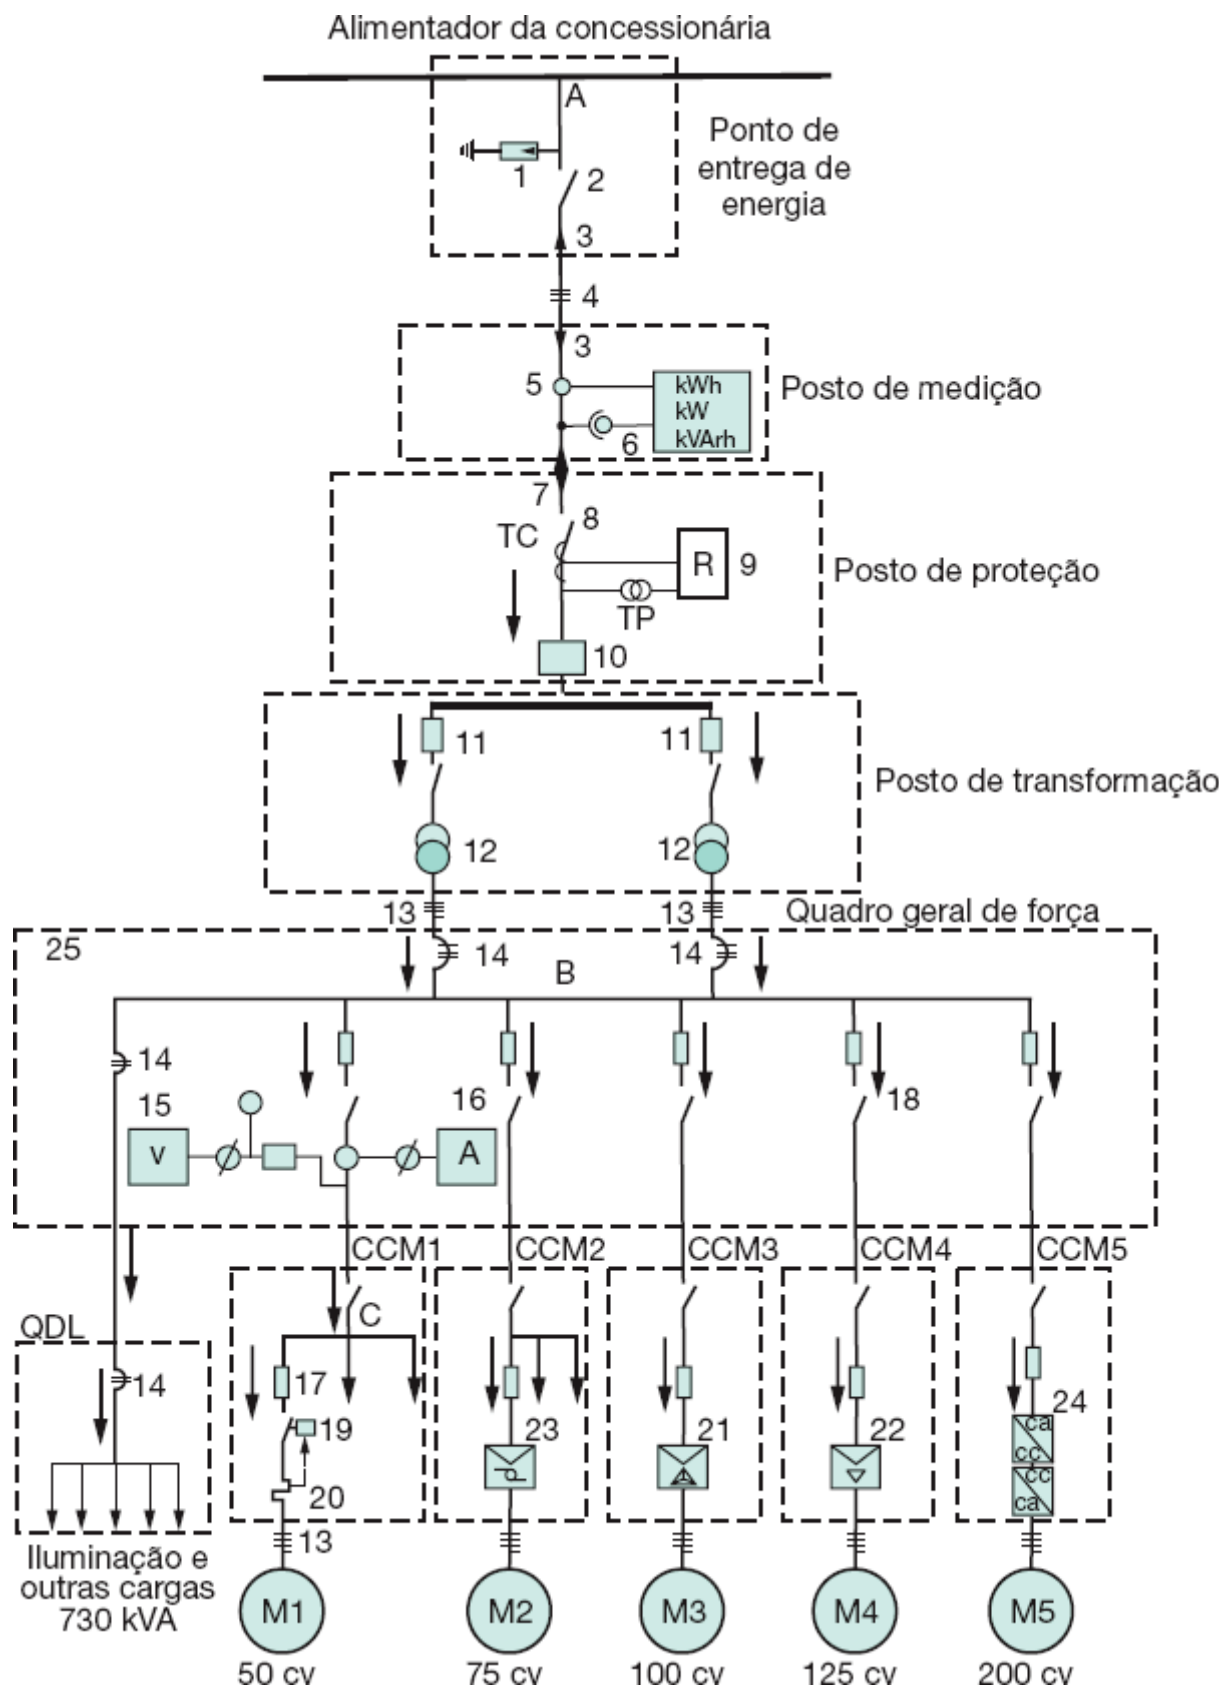 Alimentador da concessionária
A
Ponto de
entrega de
energia
1
2
3
4
3
5
kWh
kW
kVArh
6
Posto de medição
7
8
TC
R
9
TP
Posto de proteção
10
11
11
Posto de transformação
12
12
13
13
Quadro geral de força
25
14
14
B
14
15
16
18
V
A
CCM1
CCM2
CCM3
CCM4
CCM5
QDL
C
14
17
19
20
23
21
22
24
ca
cc
cc
ca
13
Iluminação e
outras cargas
730 kVA
M1
M2
M3
M4
M5
50 cv
75 cv
100 cv
125 cv
200 cv